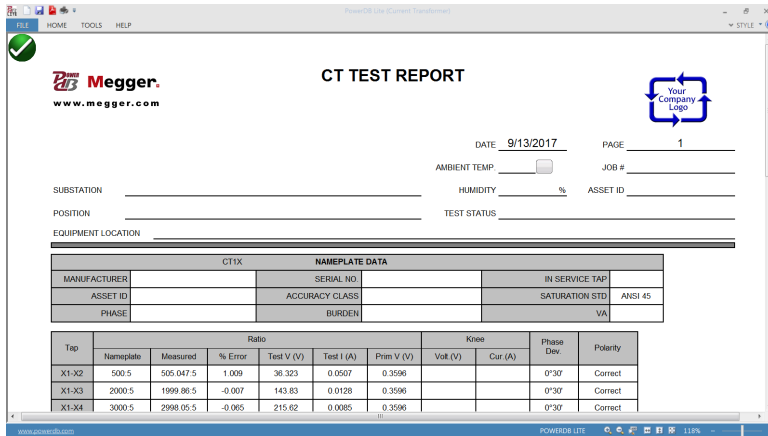 PowerDB Lite (Current Transformer)
FILE HOME TOOLS HELP STYLE
POWER DB Megger.
www.megger.com
CT TEST REPORT
Your
Company
Logo
DATE 9/13/2017 PAGE 1
AMBIENT TEMP. JOB #
SUBSTATION HUMIDITY % ASSET ID
POSITION TEST STATUS
EQUIPMENT LOCATION
CT1X NAMEPLATE DATA
MANUFACTURER SERIAL NO. IN SERVICE TAP
ASSET ID ACCURACY CLASS SATURATION STD ANSI 45
PHASE BURDEN VA
Tap Ratio Knee Phase Dev. Polarity
Nameplate Measured % Error Test V (V) Test I (A) Prim V (V) Volt.(V) Cur.(A)
X1-X2 500:5 505.047:5 1.009 36.323 0.0507 0.3596 0°30' Correct
X1-X3 2000:5 1999.86:5 -0.007 143.83 0.0128 0.3596 0°30' Correct
X1-X4 3000:5 2998.05:5 -0.065 215.62 0.0085 0.3596 0°30' Correct
www.powerdb.com POWERDB LITE 118%